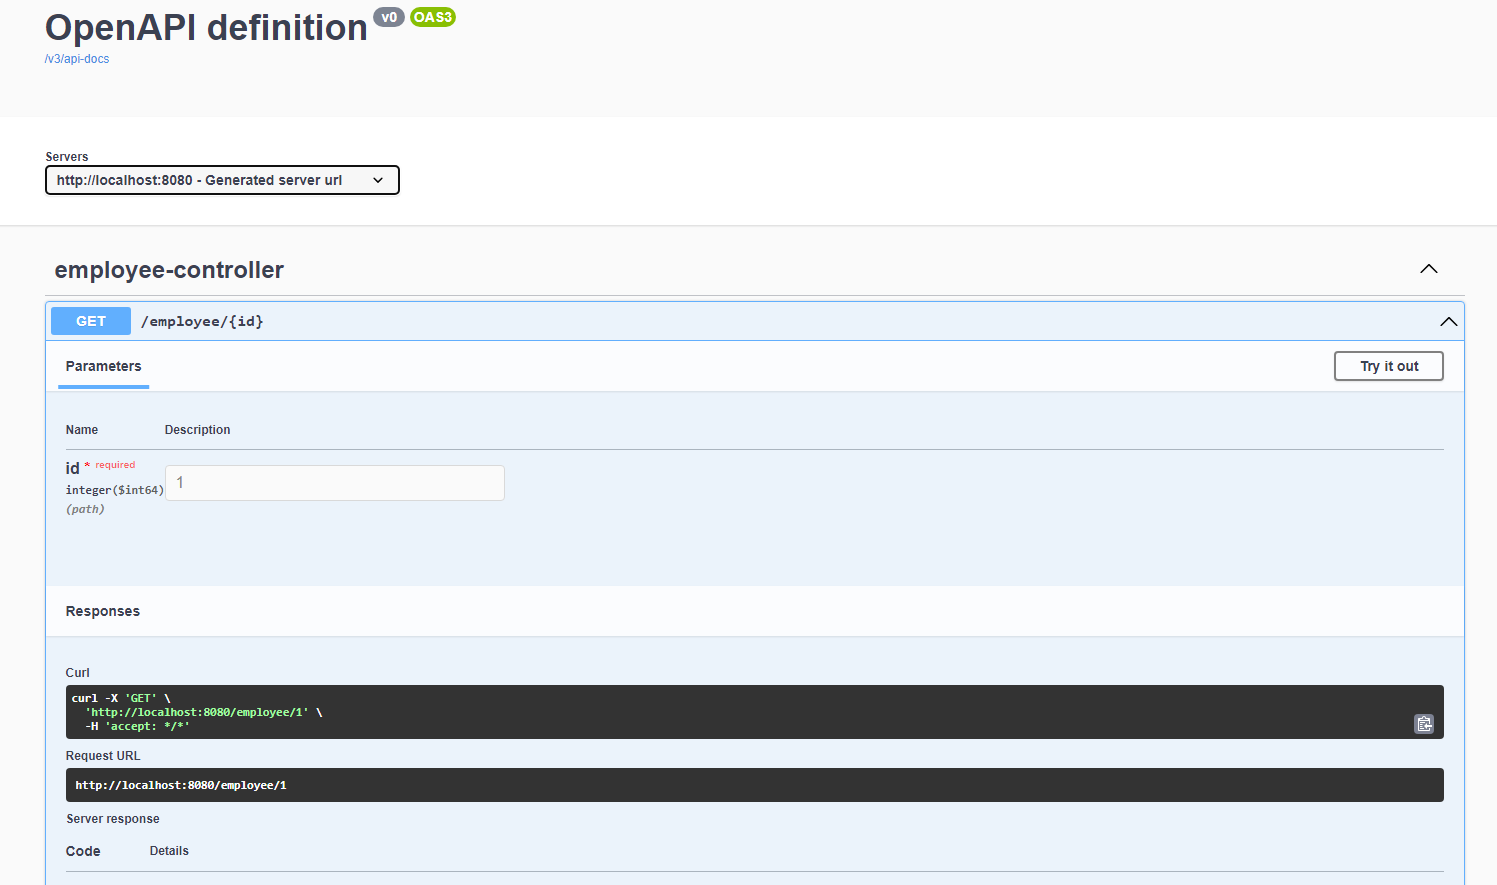 OpenAPI definition v0 OAS3
/v3/api-docs
Servers
http://localhost:8080 - Generated server url
employee-controller
GET /employee/{id}
Parameters Try it out
Name Description
id * required
integer($int64) 1
(path)
Responses
Curl
curl -X 'GET' \
'http://localhost:8080/employee/1' \
-H 'accept: */*'
Request URL
http://localhost:8080/employee/1
Server response
Code Details